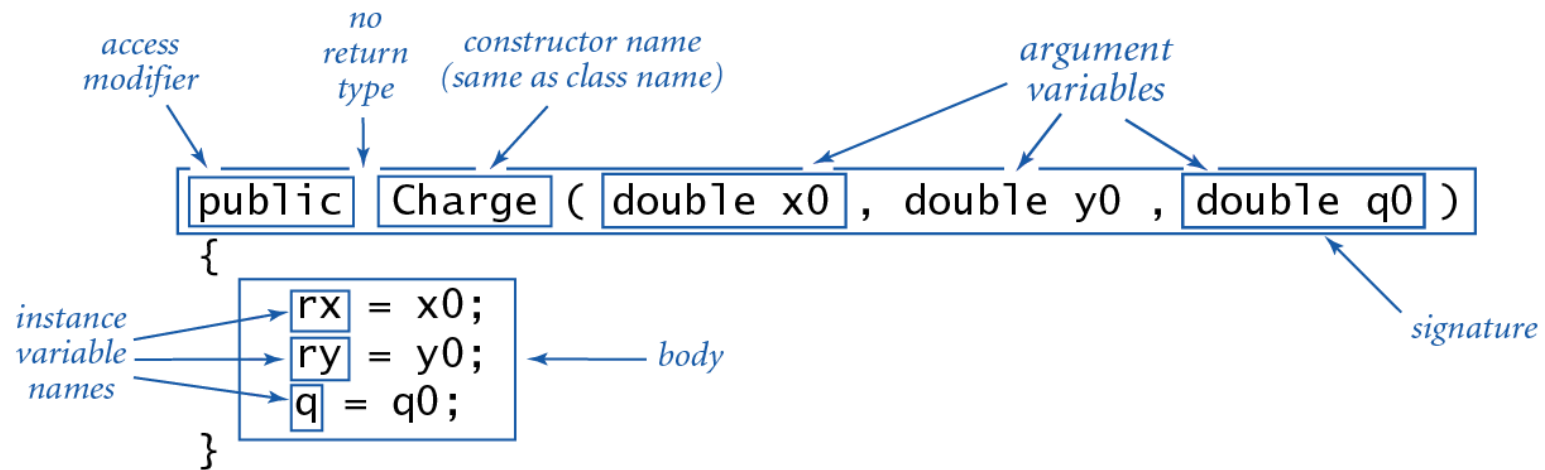 access
modifier
no
return
type
constructor name
(same as class name)
argument
variables
public Charge ( double x0 , double y0 , double q0 )
{
rx = x0;
ry = y0;
q = q0;
}
instance
variable
names
body
signature